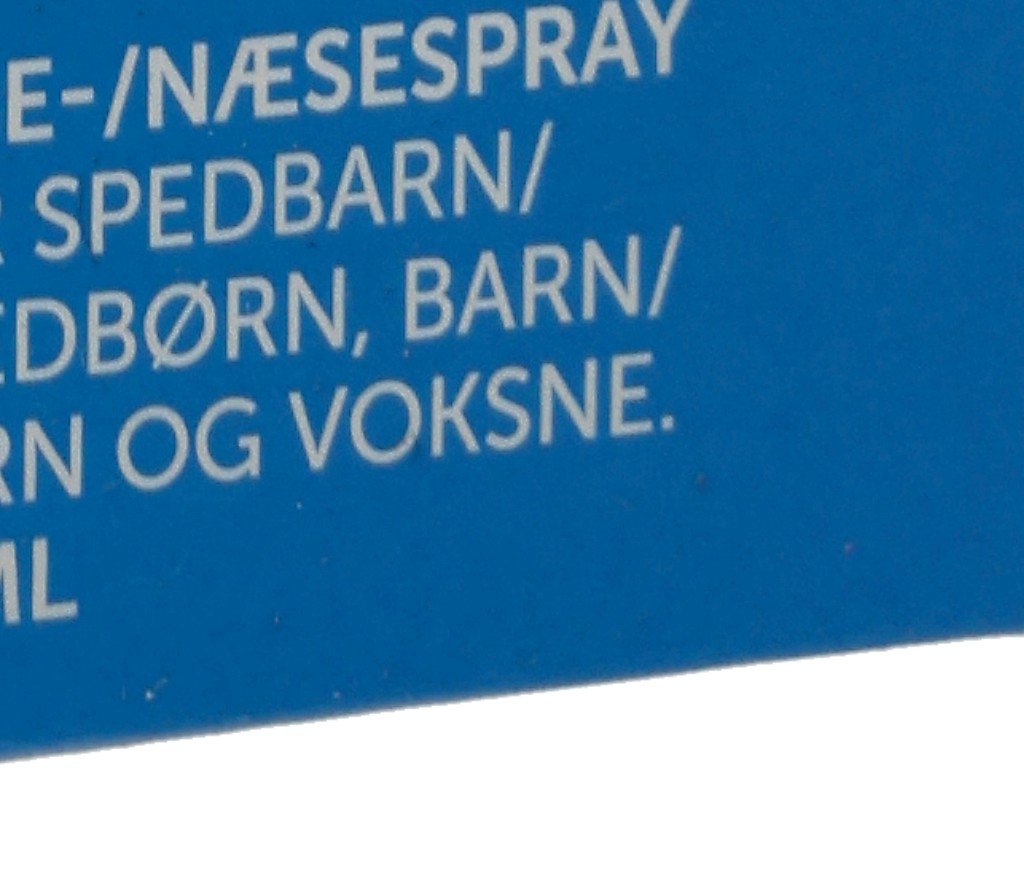 E-/NÆSESPRAY
SPEDBARN/
EDBØRN, BARN/
RN OG VOKSNE.
ML